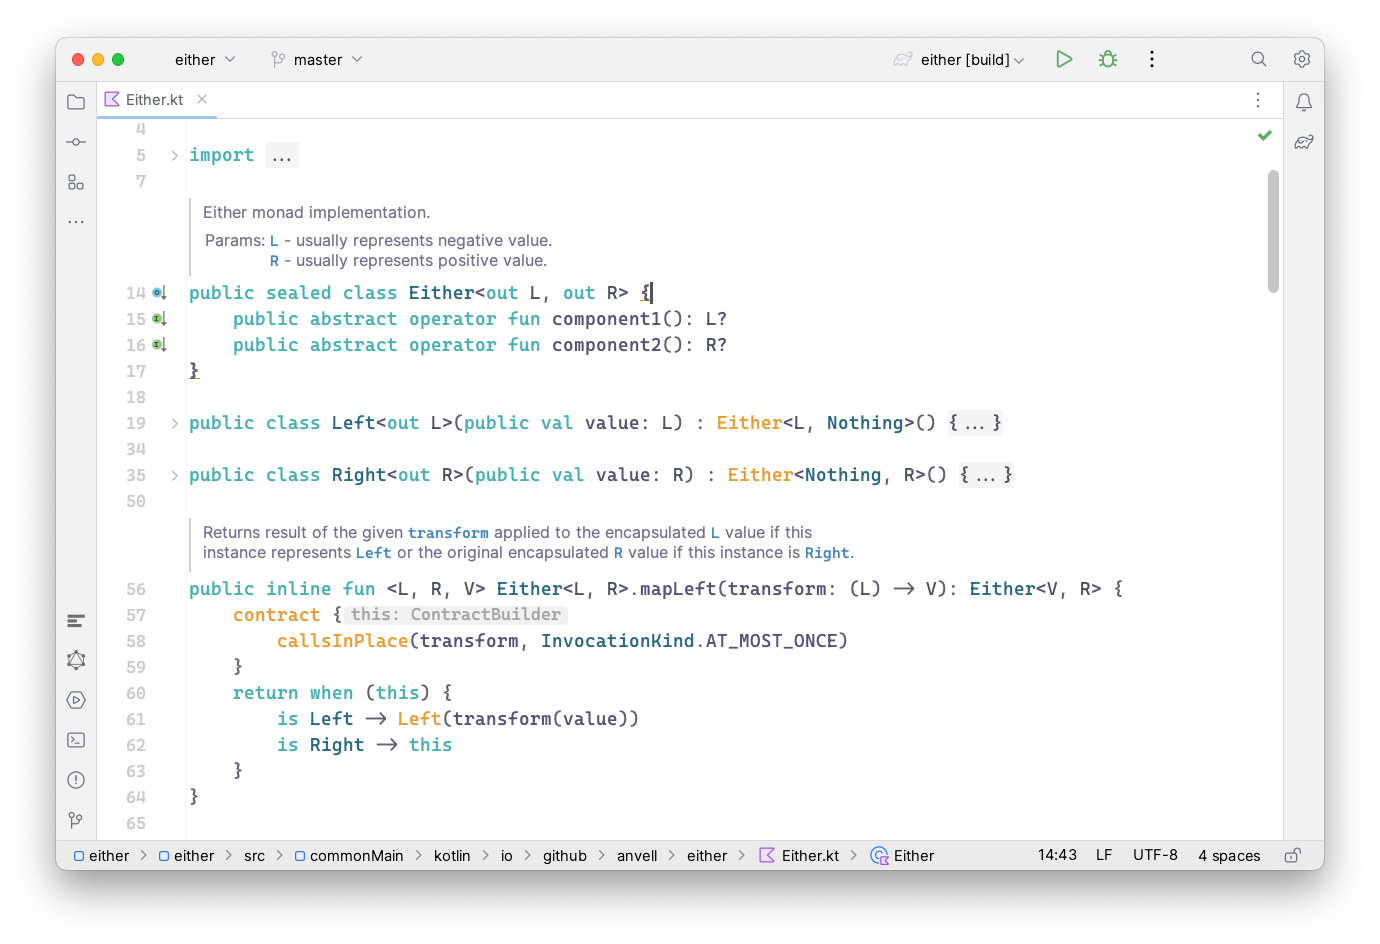 either master either [build]
Either.kt
4
5 import ...
7
Either monad implementation.
Params: L - usually represents negative value.
R - usually represents positive value.
14 public sealed class Either<out L, out R> {
15 public abstract operator fun component1(): L?
16 public abstract operator fun component2(): R?
17 }
18
19 public class Left<out L>(public val value: L) : Either<L, Nothing>() {...}
34
35 public class Right<out R>(public val value: R) : Either<Nothing, R>() {...}
50
Returns result of the given transform applied to the encapsulated L value if this
instance represents Left or the original encapsulated R value if this instance is Right.
56 public inline fun <L, R, V> Either<L, R>.mapLeft(transform: (L) -> V): Either<V, R> {
57 contract { this: ContractBuilder
58 callsInPlace(transform, InvocationKind.AT_MOST_ONCE)
59 }
60 return when (this) {
61 is Left -> Left(transform(value))
62 is Right -> this
63 }
64 }
65
either > either > src > commonMain > kotlin > io > github > anvell > either > Either.kt > Either 14:43 LF UTF-8 4 spaces